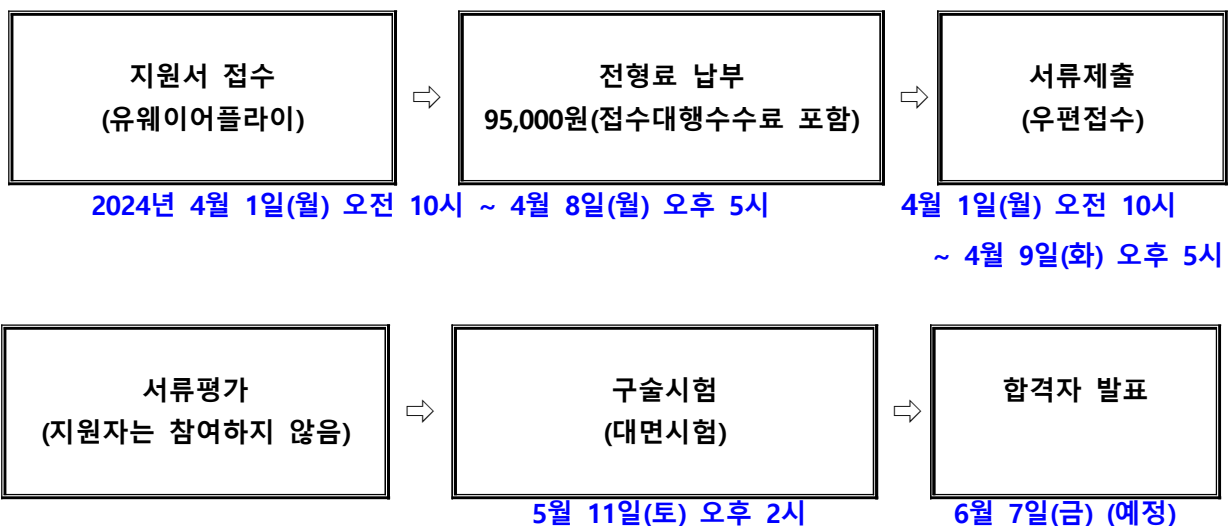 지원서 접수
(유웨이어플라이)
⇨
전형료 납부
95,000원(접수대행수수료 포함)
⇨
서류제출
(우편접수)
2024년 4월 1일(월) 오전 10시 ~ 4월 8일(월) 오후 5시
4월 1일(월) 오전 10시
~ 4월 9일(화) 오후 5시
서류평가
(지원자는 참여하지 않음)
⇨
구술시험
(대면시험)
⇨
합격자 발표
5월 11일(토) 오후 2시
6월 7일(금) (예정)